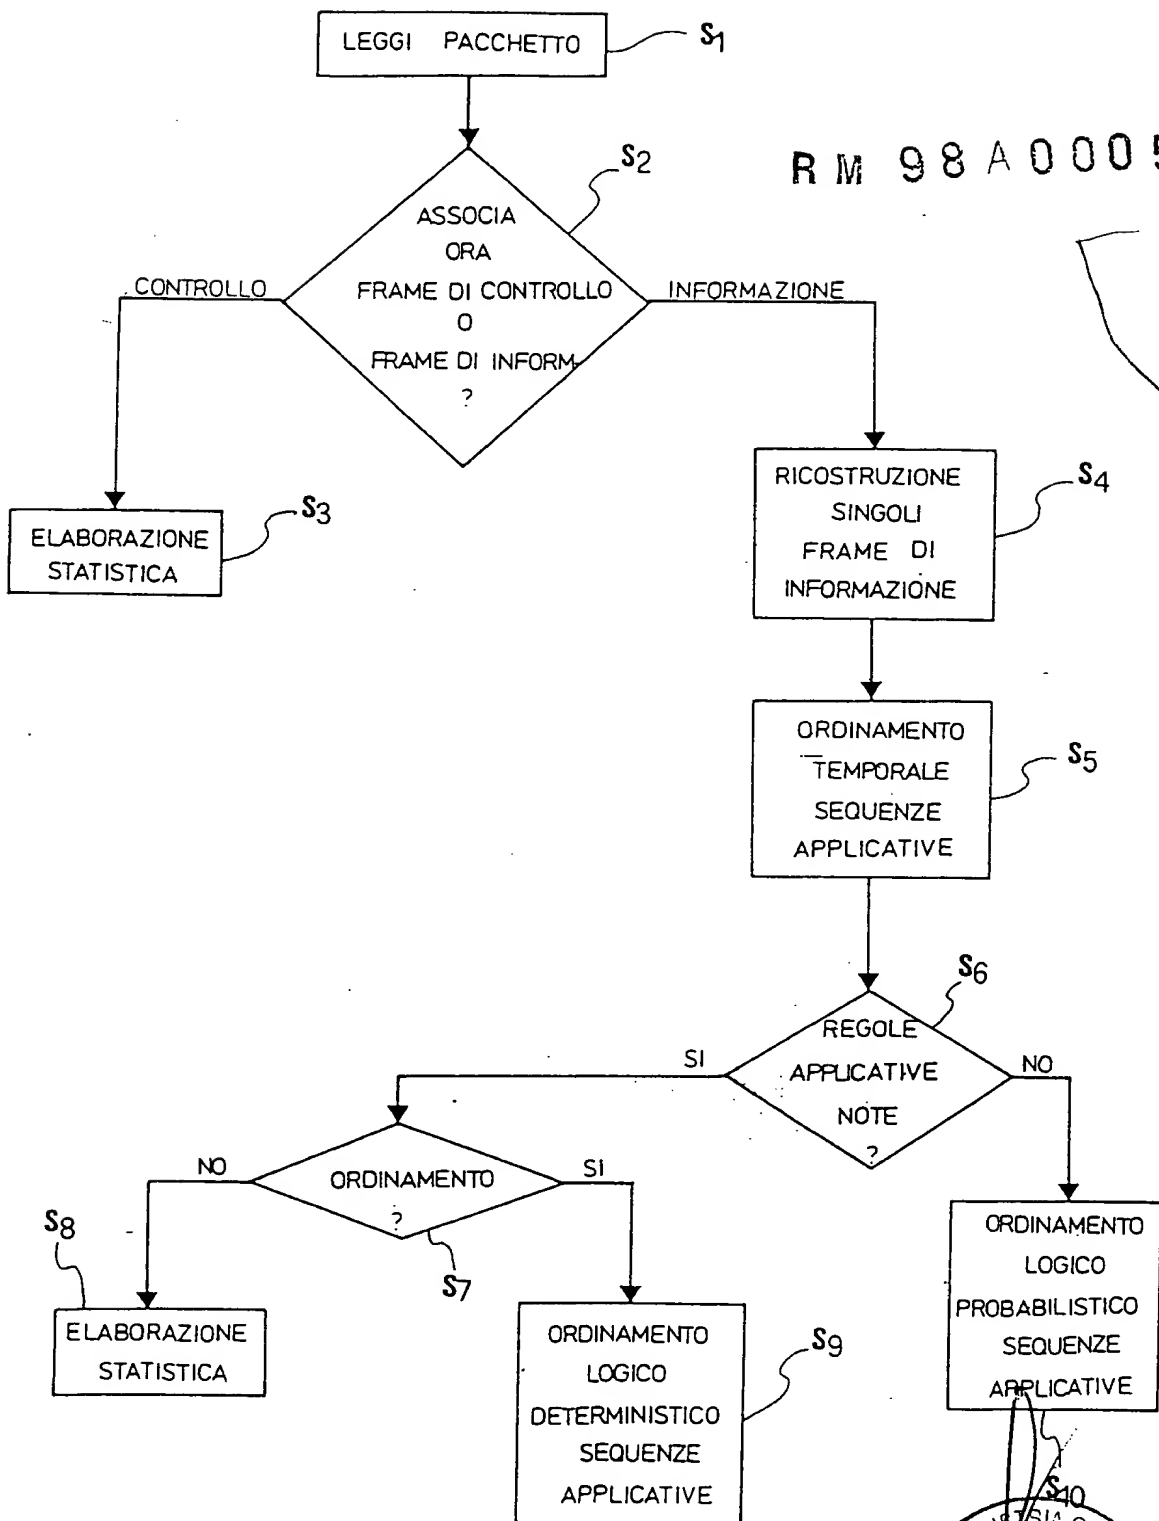 LEGGI PACCHETTO
S1
RM 98 A 0005
S2
ASSOCIA
ORA
FRAME DI CONTROLLO
O
FRAME DI INFORM.
?
CONTROLLO
INFORMAZIONE
ELABORAZIONE
STATISTICA
S3
RICOSTRUZIONE
SINGOLI
FRAME DI
INFORMAZIONE
S4
ORDINAMENTO
TEMPORALE
SEQUENZE
APPLICATIVE
S5
S6
REGOLE
APPLICATIVE
NOTE
?
SI
NO
ORDINAMENTO
?
NO
SI
S7
S8
ELABORAZIONE
STATISTICA
ORDINAMENTO
LOGICO
DETERMINISTICO
SEQUENZE
APPLICATIVE
S9
ORDINAMENTO
LOGICO
PROBABILISTICO
SEQUENZE
APPLICATIVE
S10